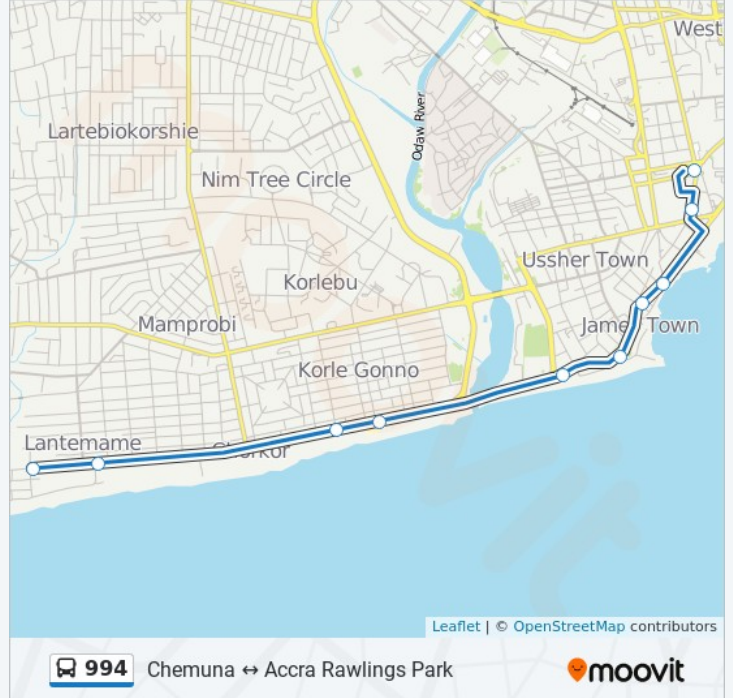 West
Odaw River
Lartebiokorshie
Nim Tree Circle
Ussher Town
Korlebu
Mamprobi
James Town
Korle Gonno
Lantemame
Chorkor
Leaflet | © OpenStreetMap contributors
994 Chemuna ↔ Accra Rawlings Park
moovit